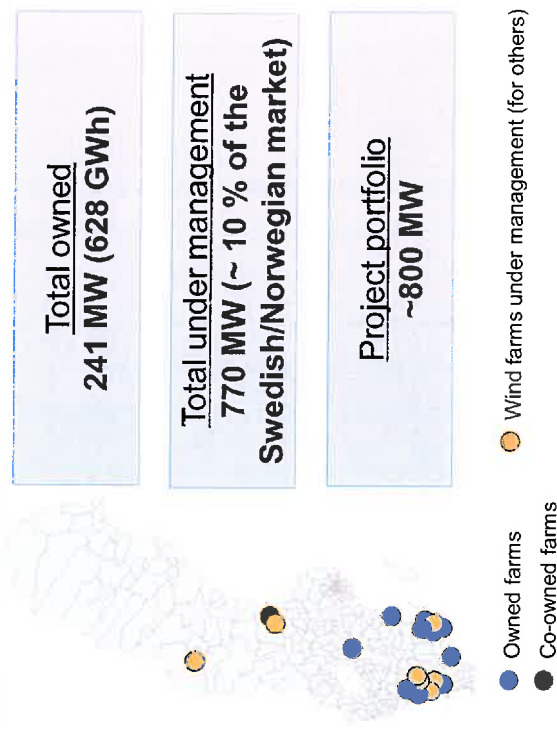 Total owned
241 MW (628 GWh)
Total under management
770 MW (~ 10 % of the
Swedish/Norwegian market)
Project portfolio
~800 MW
Owned farms
Co-owned farms
Wind farms under management (for others)